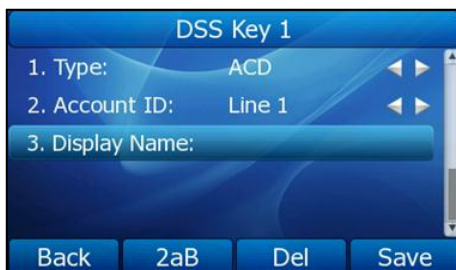 DSS Key 1
1. Type: ACD
2. Account ID: Line 1
3. Display Name:
Back 2aB Del Save